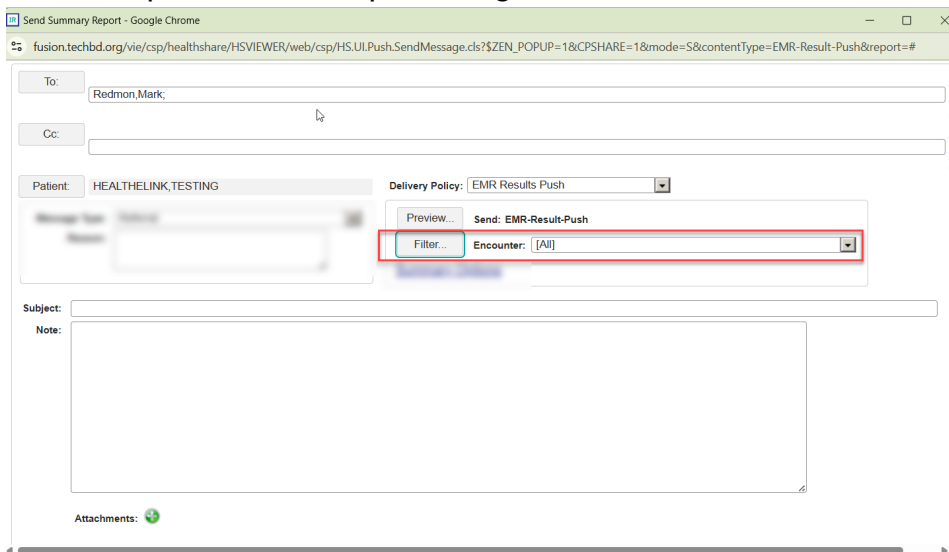 Send Summary Report - Google Chrome
fusion.techbd.org/vie/csp/healthshare/HSVIEWER/web/csp/HS.UI.Push.SendMessage.cls?$ZEN_POPUP=1&CPSHARE=1&mode=S&contentType=EMR-Result-Push&report=#
To:
Redmon,Mark;
Cc:
Patient: HEALTHELINK,TESTING Delivery Policy: EMR Results Push
Preview... Send: EMR-Result-Push
Filter... Encounter: [All]
Subject:
Note:
Attachments: